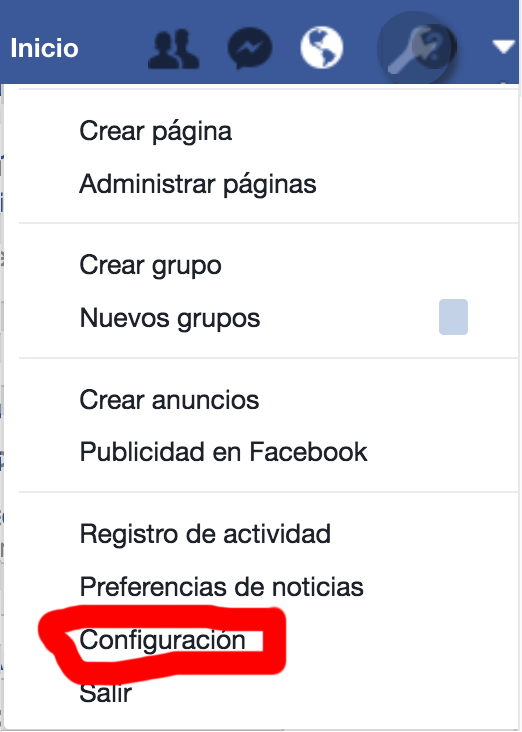 Inicio
Crear página
Administrar páginas
Crear grupo
Nuevos grupos
Crear anuncios
Publicidad en Facebook
Registro de actividad
Preferencias de noticias
Configuración
Salir